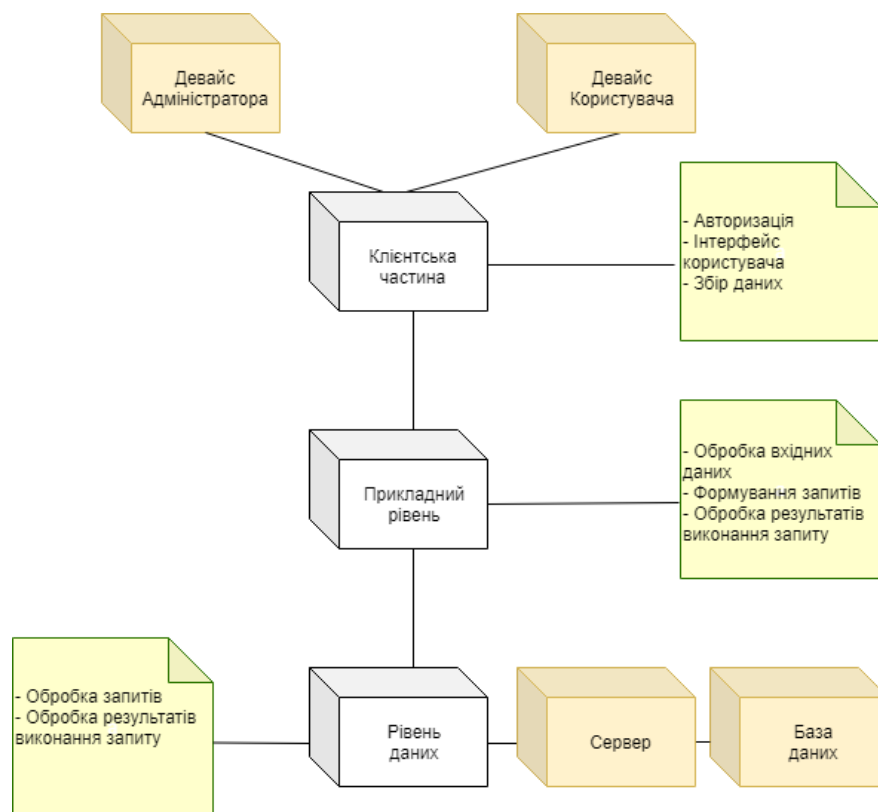 Девайс
Адміністратора
Девайс
Користувача
Клієнтська
частина
- Авторизація
- Інтерфейс
користувача
- Збір даних
Прикладний
рівень
- Обробка вхідних
даних
- Формування запитів
- Обробка результатів
виконання запиту
- Обробка запитів
- Обробка результатів
виконання запиту
Рівень
даних
Сервер
База
даних